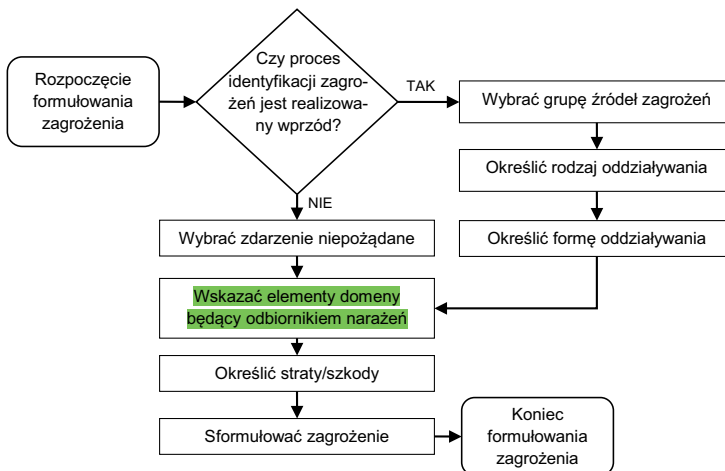 Rozpoczęcie
formułowania
zagrożenia
Czy proces
identyfikacji zagro-
żeń jest realizowa-
ny wprzód?
TAK
NIE
Wybrać grupę źródeł zagrożeń
Określić rodzaj oddziaływania
Określić formę oddziaływania
Wybrać zdarzenie niepożądane
Wskazać elementy domeny
będący odbiornikiem narażeń
Określić straty/szkody
Sformułować zagrożenie
Koniec
formułowania
zagrożenia